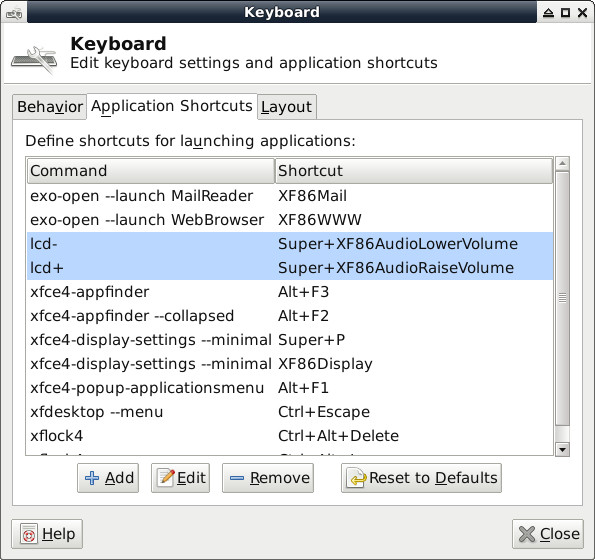 Keyboard
Keyboard
Edit keyboard settings and application shortcuts
Behavior Application Shortcuts Layout
Define shortcuts for launching applications:
Command Shortcut
exo-open --launch MailReader XF86Mail
exo-open --launch WebBrowser XF86WWW
lcd- Super+XF86AudioLowerVolume
lcd+ Super+XF86AudioRaiseVolume
xfce4-appfinder Alt+F3
xfce4-appfinder --collapsed Alt+F2
xfce4-display-settings --minimal Super+P
xfce4-display-settings --minimal XF86Display
xfce4-popup-applicationsmenu Alt+F1
xfdesktop --menu Ctrl+Escape
xflock4 Ctrl+Alt+Delete
Add Edit Remove Reset to Defaults
Help Close